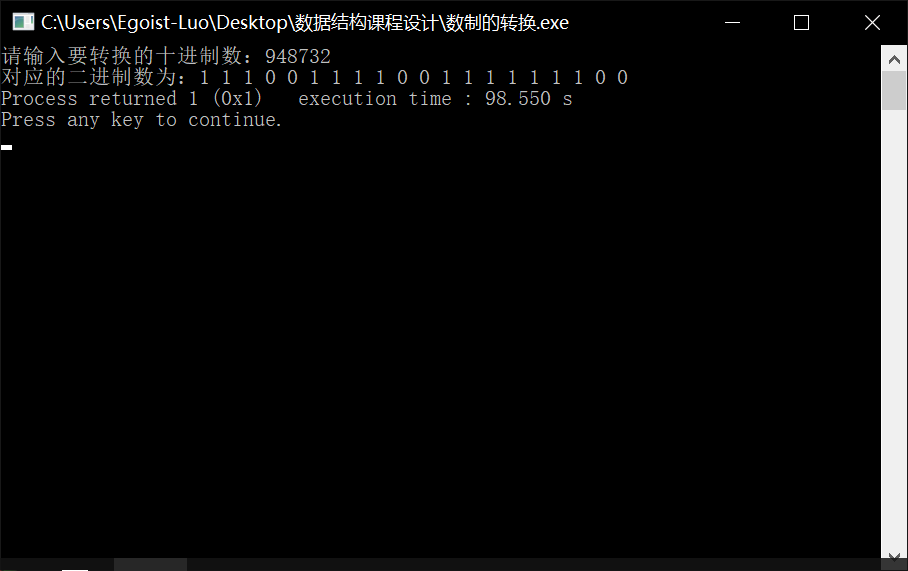 C:\Users\Egoist-Luo\Desktop\数据结构课程设计\数制的转换.exe
请输入要转换的十进制数：948732
对应的二进制数为：1 1 1 0 0 1 1 1 1 0 0 1 1 1 1 1 1 1 0 0
Process returned 1 (0x1)   execution time : 98.550 s
Press any key to continue.